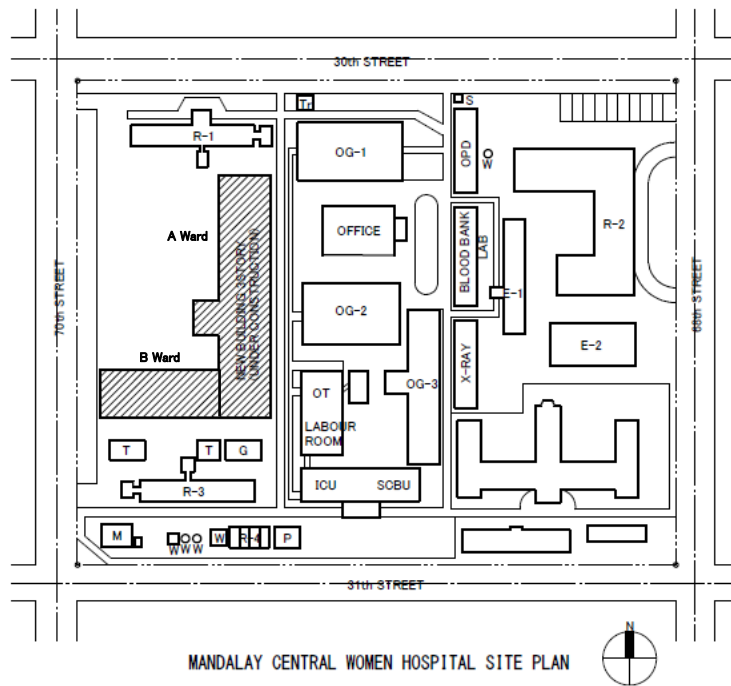 30th STREET
Tr
S
R-1
OG-1
OPD
W
A Ward
OFFICE
BLOOD BANK
LAB
R-2
E-1
70th STREET
68th STREET
NEW BUILDING 3STORY
(UNDER CONSTRUCTION)
OG-2
E-2
B Ward
X-RAY
OG-3
OT
LABOUR
ROOM
T
T
G
R-3
ICU
SCBU
M
W
W
W
W
R-4
P
31th STREET
MANDALAY CENTRAL WOMEN HOSPITAL SITE PLAN
N